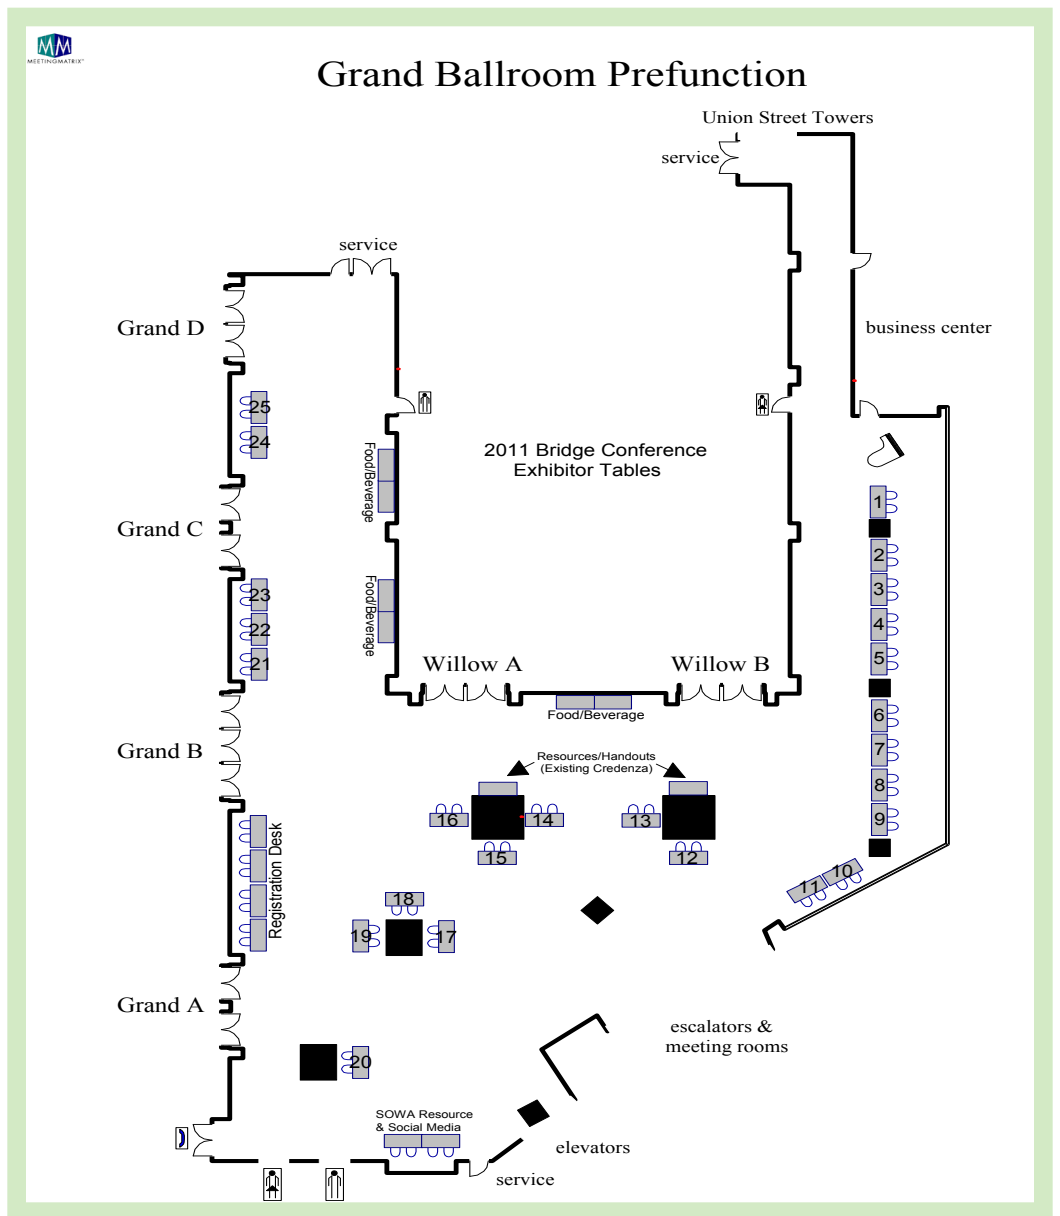 MM
MEETINGMATRIX
Grand Ballroom Prefunction
Union Street Towers
service
service
Grand D
business center
25
24
Food/Beverage
2011 Bridge Conference
Exhibitor Tables
1
Grand C
2
3
4
5
23
22
21
Food/Beverage
Willow A
Willow B
6
7
8
9
Food/Beverage
Grand B
Resources/Handouts
(Existing Credenza)
16
14
13
15
12
11
10
Registration Desk
18
19
17
Grand A
escalators &
meeting rooms
20
SOWA Resource
& Social Media
elevators
service